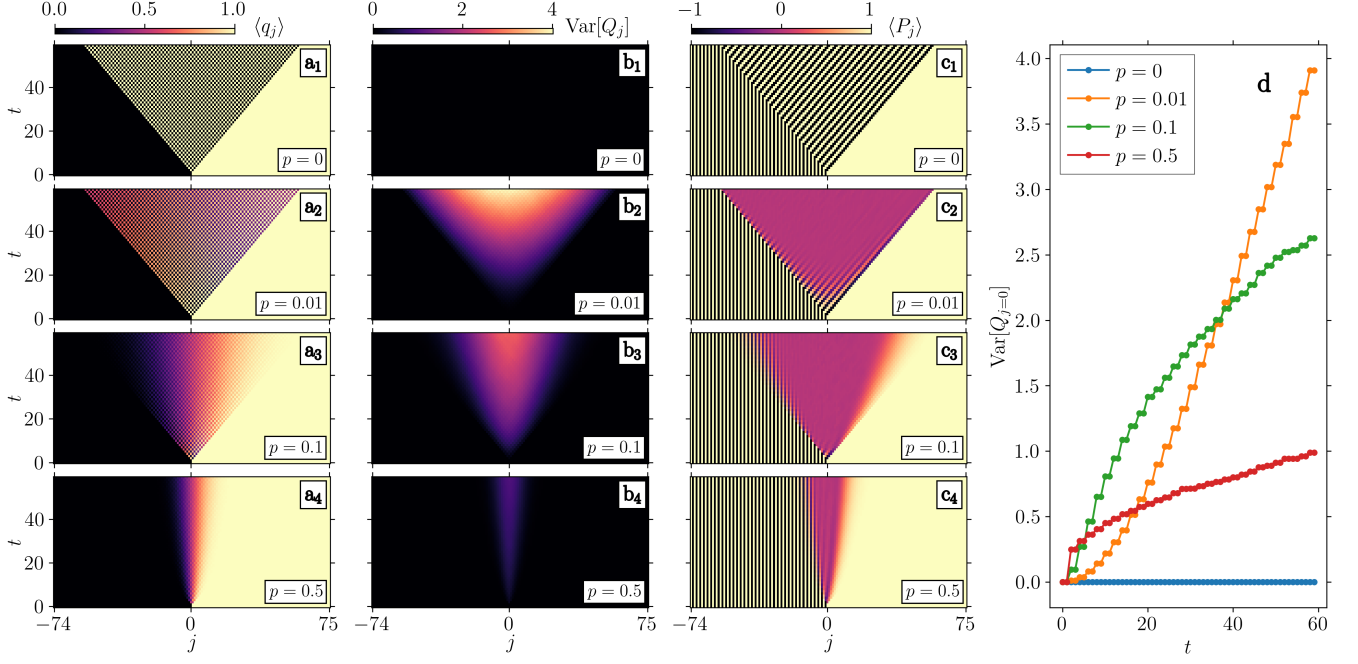 0.0 0.5 1.0 ⟨q_j⟩
0 2 4 Var[Q_j]
−1 0 1 ⟨P_j⟩
t 40 20 0 a₁ p = 0
b₁ p = 0
c₁ p = 0
t 40 20 0 a₂ p = 0.01
b₂ p = 0.01
c₂ p = 0.01
t 40 20 0 a₃ p = 0.1
b₃ p = 0.1
c₃ p = 0.1
t 40 20 0 a₄ p = 0.5
b₄ p = 0.5
c₄ p = 0.5
−74 0 75
j
−74 0 75
j
−74 0 75
j
d
p = 0
p = 0.01
p = 0.1
p = 0.5
Var[Q_{j=0}]
4.0
3.5
3.0
2.5
2.0
1.5
1.0
0.5
0.0
0 20 40 60
t